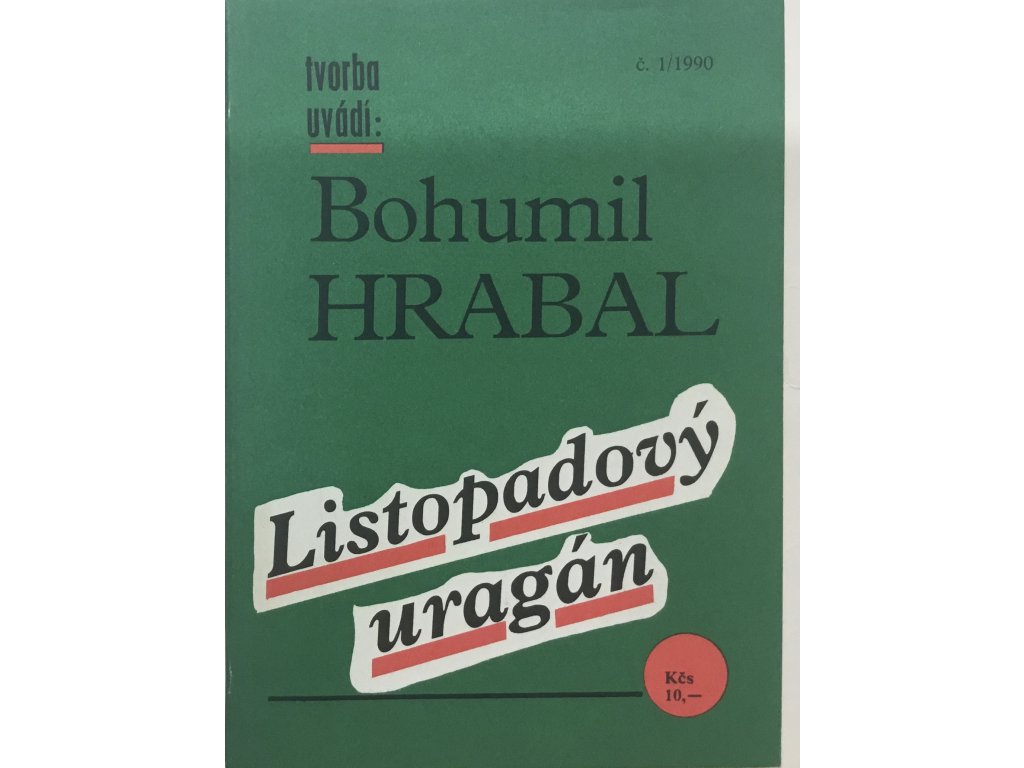 tvorba
uvádí:
č. 1/1990
Bohumil
HRABAL
Listopadový
uragán
Kčs
10,—